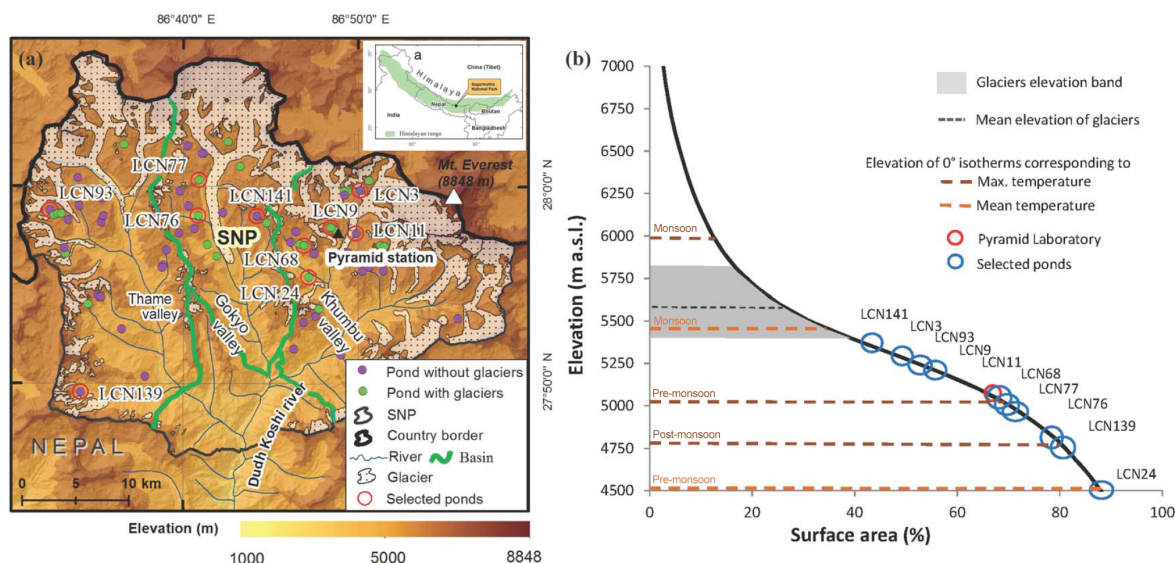 86°40'0" E
86°50'0" E
(a)
a
China (Tibet)
Himalaya
Sagarmatha
National Park
Nepal
India
Bhutan
Bangladesh
Himalayan range
Mt. Everest
(8848 m)
28°0'0" N
27°50'0" N
LCN77
LCN93
LCN141
LCN3
LCN9
LCN76
SNP
LCN11
LCN68
Pyramid station
LCN 24
Thame
valley
Gokyo
valley
Khumbu
valley
LCN139
Dudh Koshi river
NEPAL
0 5 10 km
Pond without glaciers
Pond with glaciers
SNP
Country border
River
Basin
Glacier
Selected ponds
Elevation (m)
1000 5000 8848
(b)
Elevation (m a.s.l.)
7000
6750
6500
6250
6000
5750
5500
5250
5000
4750
4500
Glaciers elevation band
Mean elevation of glaciers
Elevation of 0° isotherms corresponding to
Max. temperature
Mean temperature
Pyramid Laboratory
Selected ponds
Monsoon
Monsoon
Pre-monsoon
Post-monsoon
Pre-monsoon
LCN141
LCN3
LCN93
LCN9
LCN11
LCN68
LCN77
LCN76
LCN139
LCN24
0 20 40 60 80 100
Surface area (%)